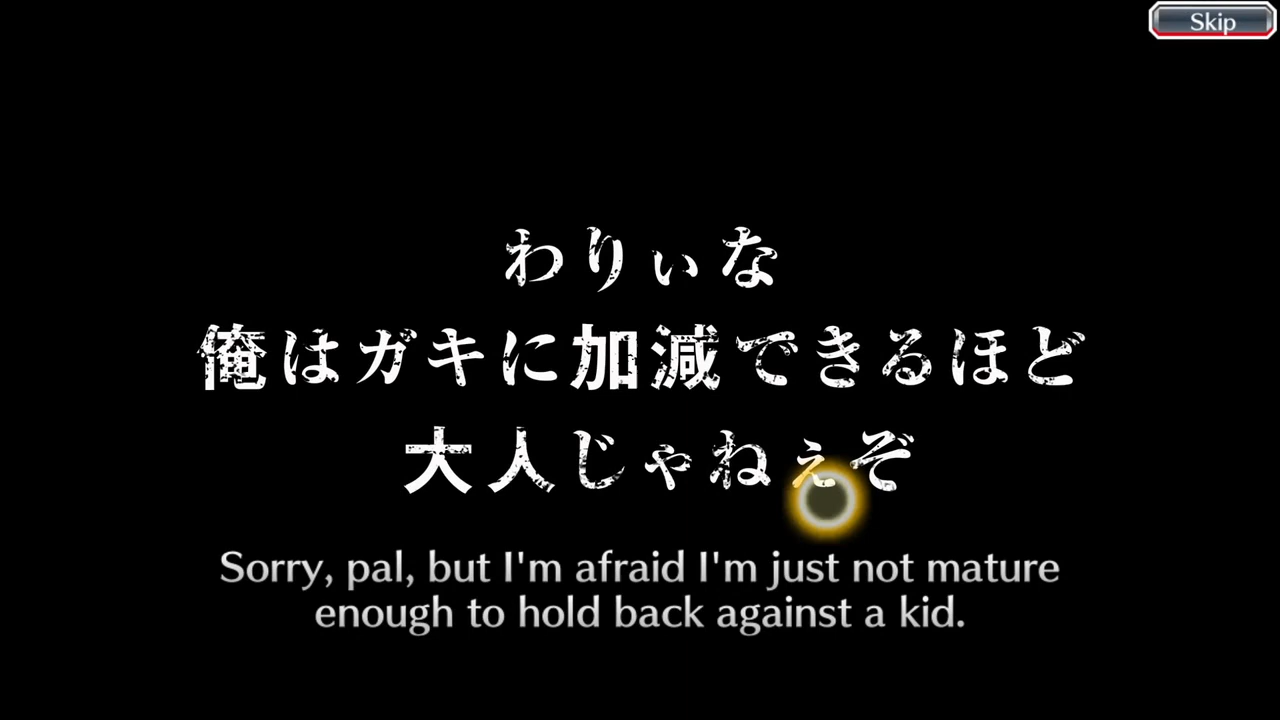 Skip
わりぃな
俺はガキに加減できるほど
大人じゃねぇぞ
Sorry, pal, but I'm afraid I'm just not mature
enough to hold back against a kid.